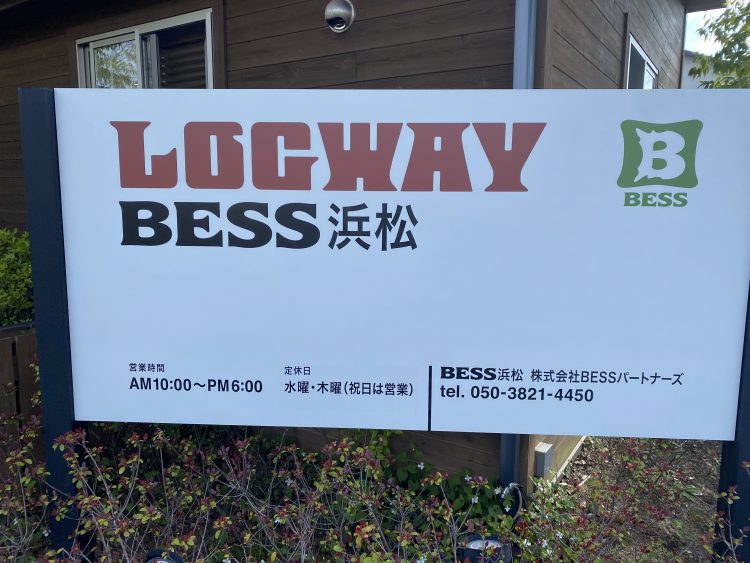 LOGWAY
BESS浜松
B
BESS
営業時間
AM10:00〜PM6:00
定休日
水曜・木曜（祝日は営業）
BESS浜松 株式会社BESSパートナーズ
tel. 050-3821-4450